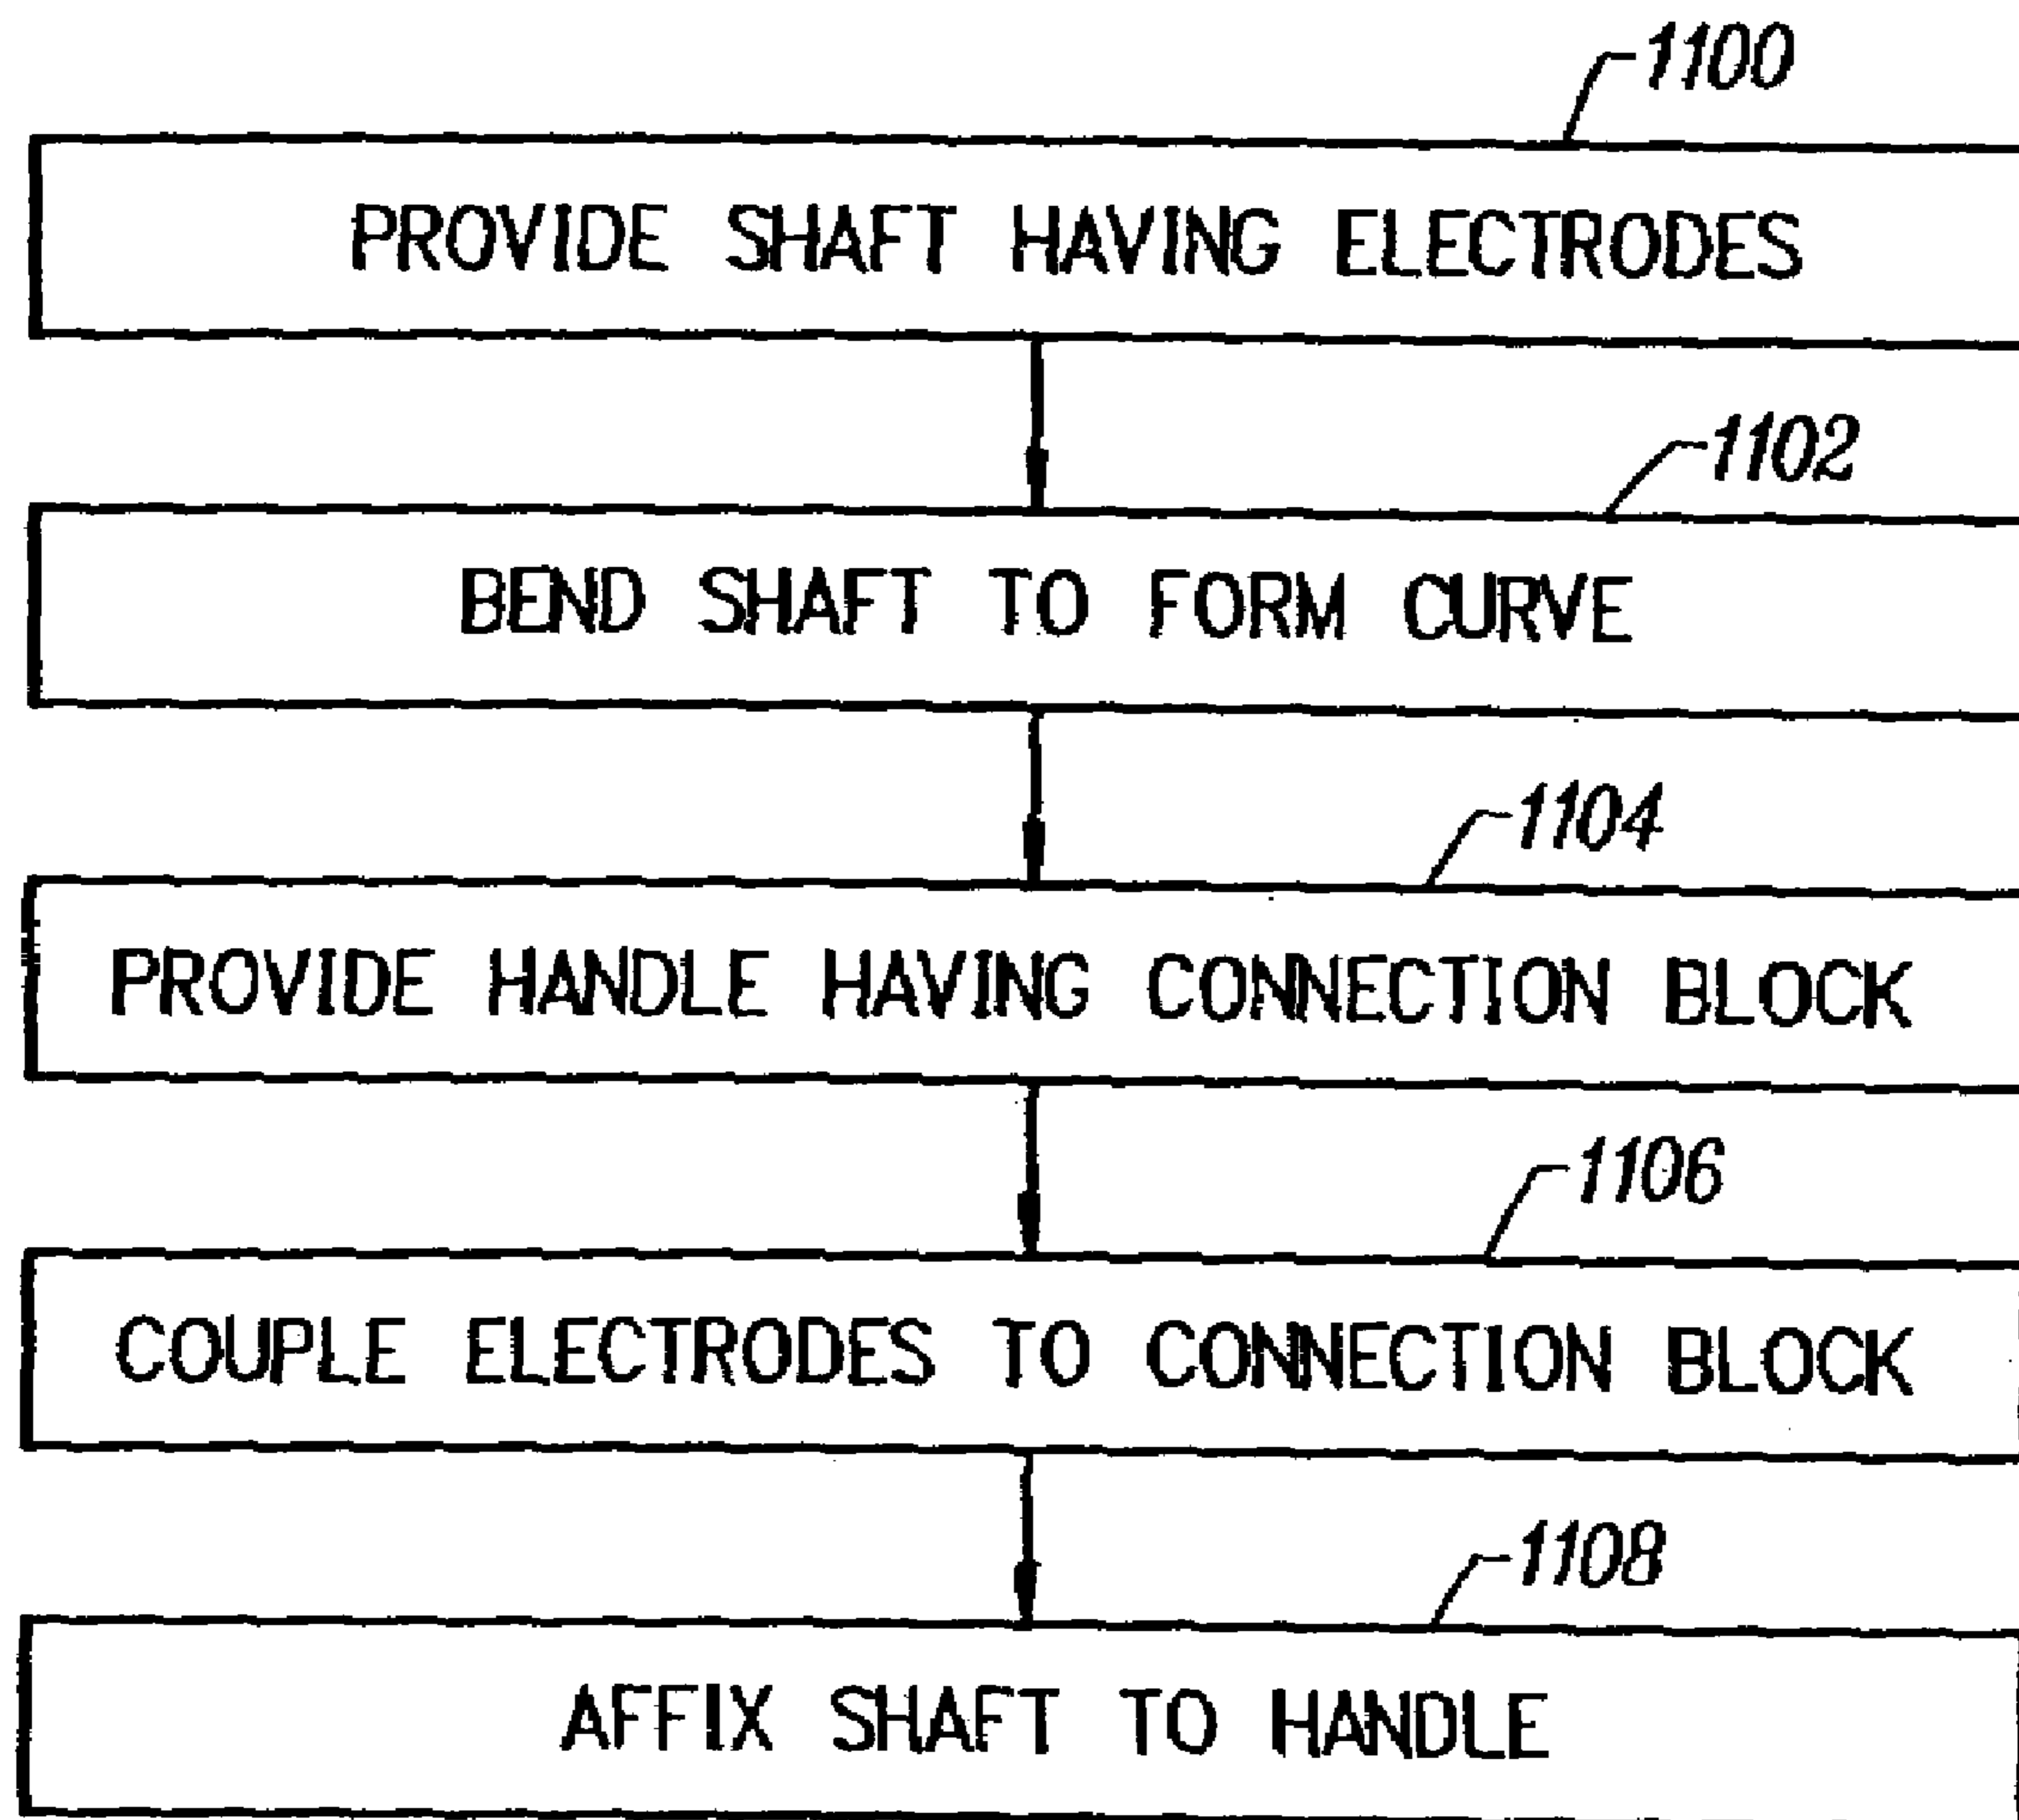 1100
PROVIDE SHAFT HAVING ELECTRODES
1102
BEND SHAFT TO FORM CURVE
1104
PROVIDE HANDLE HAVING CONNECTION BLOCK
1106
COUPLE ELECTRODES TO CONNECTION BLOCK
1108
AFFIX SHAFT TO HANDLE